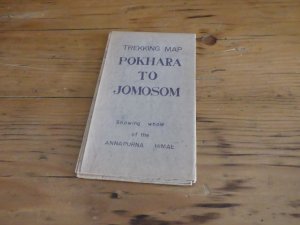 TREKKING MAP
POKHARA
TO
JOMOSOM
Showing whole
of the
ANNAPURNA HIMAL